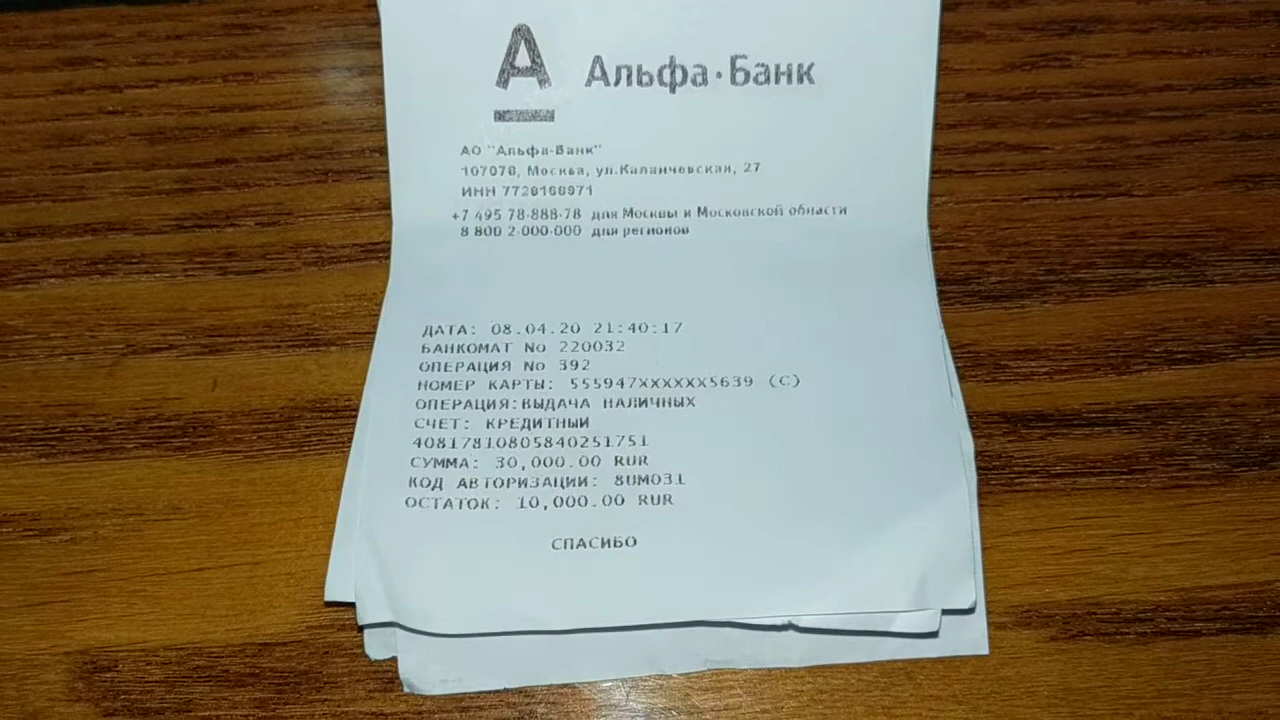 А
Альфа·Банк
АО "Альфа-Банк"
107078, Москва, ул.Каланчевская, 27
ИНН 7728168971
+7 495 78-888-78 для Москвы и Московской области
8 800 2-000-000 для регионов
ДАТА: 08.04.20 21:40:17
БАНКОМАТ No 220032
ОПЕРАЦИЯ No 392
НОМЕР КАРТЫ: 555947XXXXXX5639 (C)
ОПЕРАЦИЯ:ВЫДАЧА НАЛИЧНЫХ
СЧЕТ: КРЕДИТНЫЙ
40817810805840251751
СУММА: 30,000.00 RUR
КОД АВТОРИЗАЦИИ: 8UM031
ОСТАТОК: 10,000.00 RUR
СПАСИБО